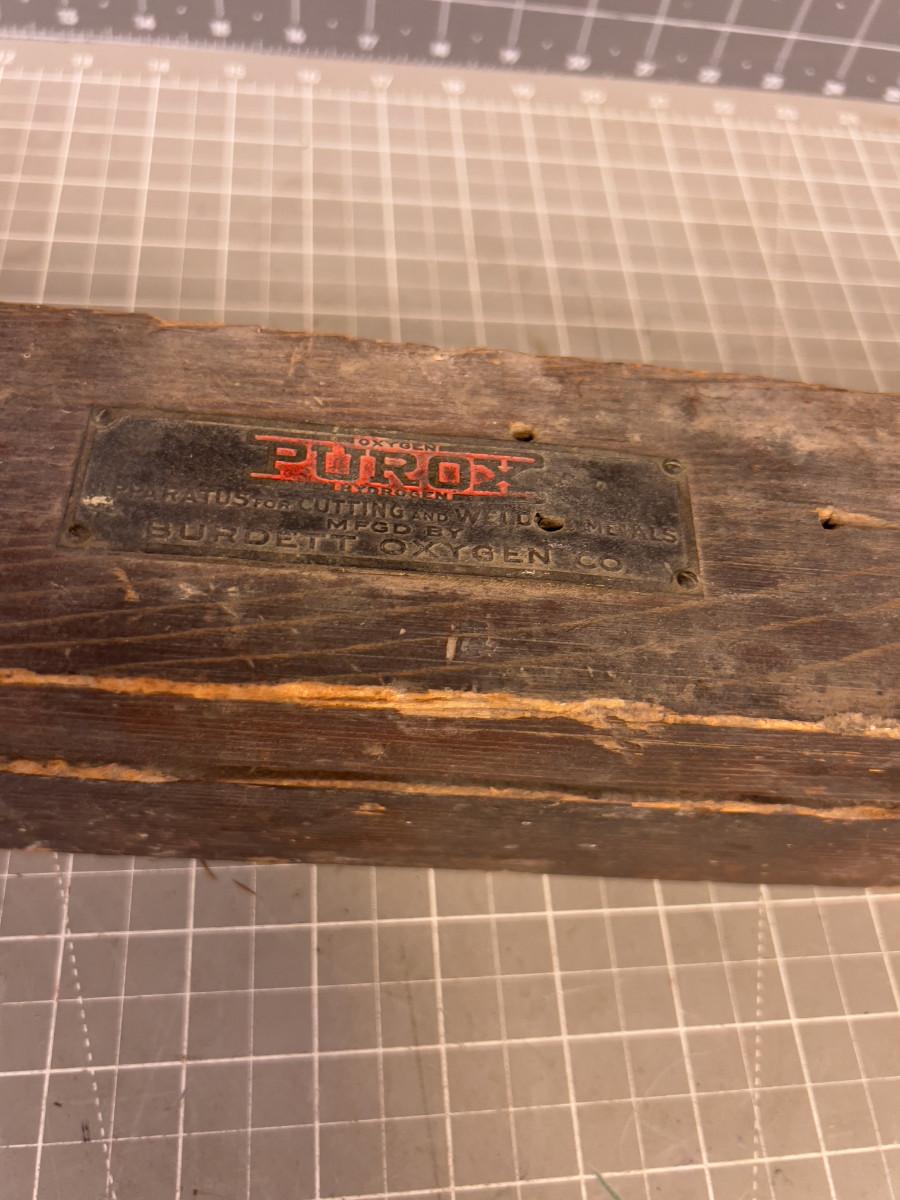 OXYGEN
PUROX
HYDROGEN
APPARATUS FOR CUTTING AND WELDING METALS
MFGD BY
BURDETT OXYGEN CO.